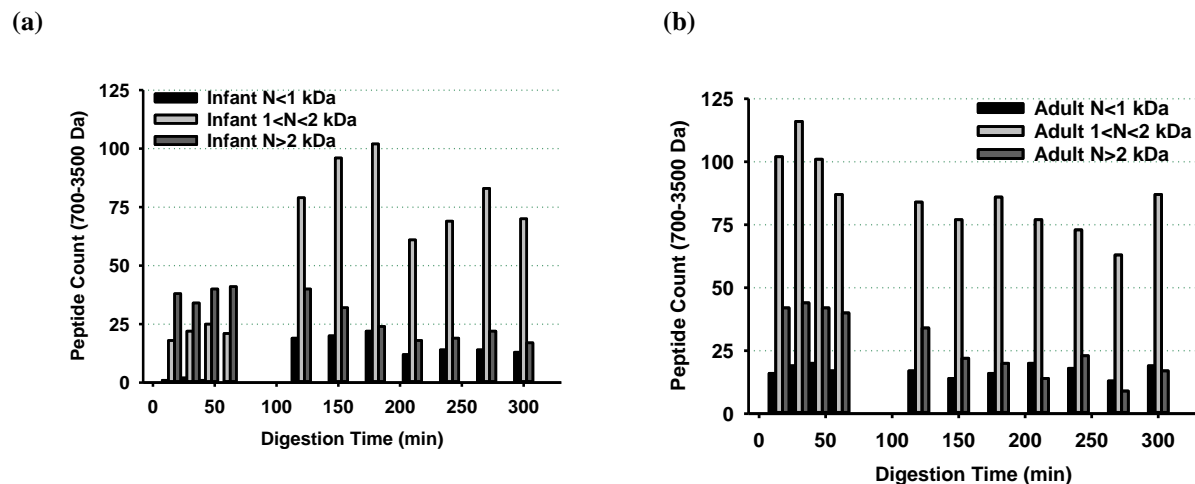 (a)
Peptide Count (700-3500 Da)
125
100
75
50
25
0
Infant N<1 kDa
Infant 1<N<2 kDa
Infant N>2 kDa
0 50 100 150 200 250 300
Digestion Time (min)
(b)
Peptide Count (700-3500 Da)
125
100
75
50
25
0
Adult N<1 kDa
Adult 1<N<2 kDa
Adult N>2 kDa
0 50 100 150 200 250 300
Digestion Time (min)